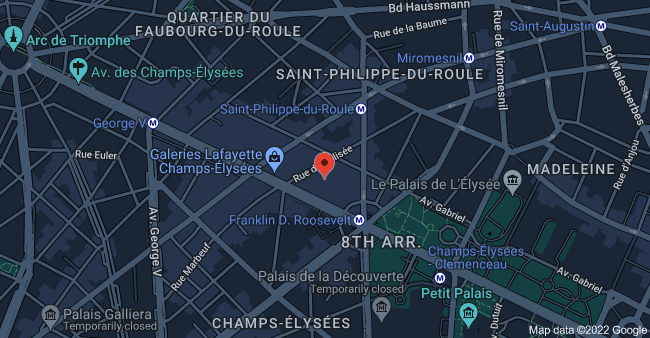 QUARTIER DU
FAUBOURG-DU-ROULE
Bd Haussmann
Rue de la Baume
Saint-Augustin
Arc de Triomphe
Miromesnil
Rue de Miromesnil
Bd Malesherbes
Av. des Champs-Élysées
SAINT-PHILIPPE-DU-ROULE
Saint-Philippe-du-Roule
George V
Rue Euler
Galeries Lafayette
Champs-Élysées
Rue d
lisée
MADELEINE
Rue d'Anjou
Le Palais de L'Élysée
Av. Gabriel
Av. George V
Franklin D. Roosevelt
8TH ARR.
Rue Marbeuf
Champs-Élysées
- Clemenceau
Av. Gabriel
Palais de la Découverte
Temporarily closed
Petit Palais
Av. Dutuit
Palais Galliera
Temporarily closed
CHAMPS-ÉLYSÉES
Map data ©2022 Google